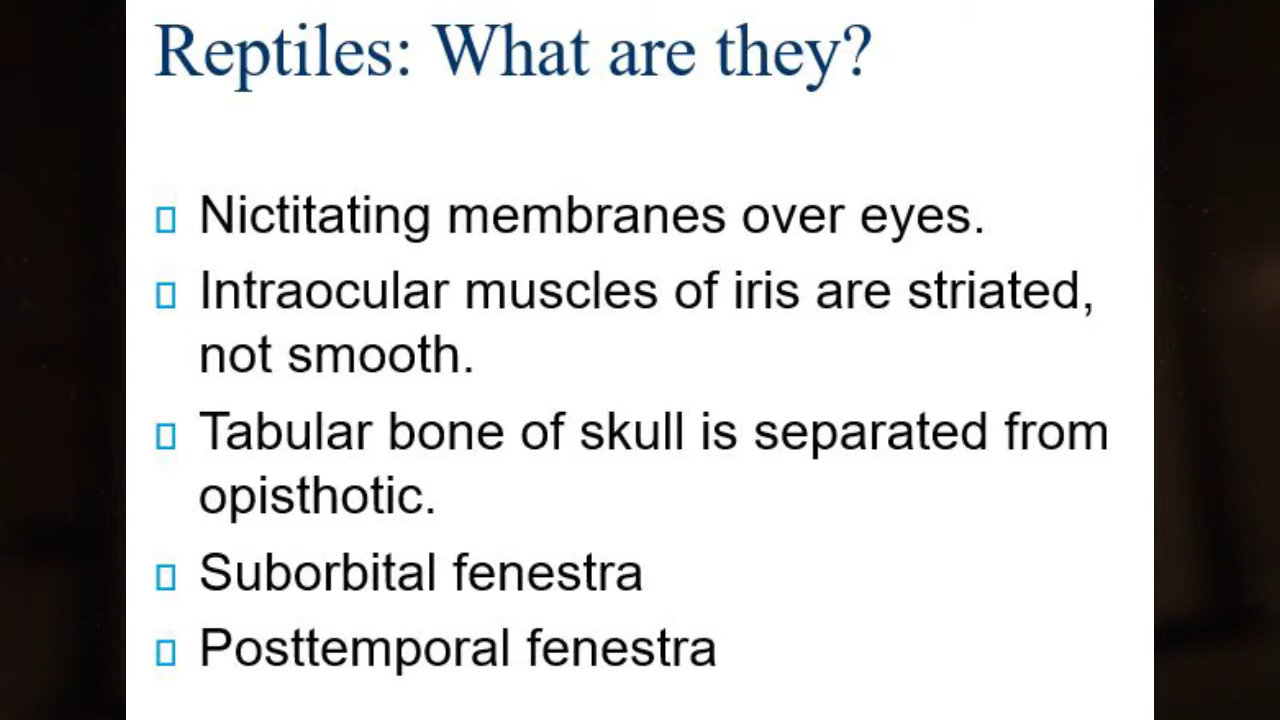 Reptiles: What are they?
Nictitating membranes over eyes.
Intraocular muscles of iris are striated,
not smooth.
Tabular bone of skull is separated from
opisthotic.
Suborbital fenestra
Posttemporal fenestra